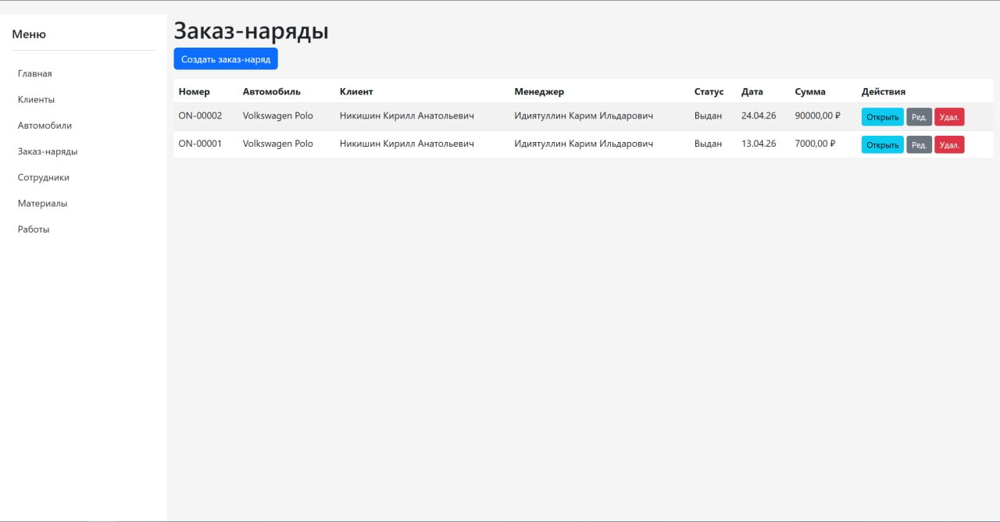 Меню
Главная
Клиенты
Автомобили
Заказ-наряды
Сотрудники
Материалы
Работы
Заказ-наряды
Создать заказ-наряд
Номер Автомобиль Клиент Менеджер Статус Дата Сумма Действия
ON-00002 Volkswagen Polo Никишин Кирилл Анатольевич Идиятуллин Карим Ильдарович Выдан 24.04.26 90000,00 ₽ Открыть Ред. Удал.
ON-00001 Volkswagen Polo Никишин Кирилл Анатольевич Идиятуллин Карим Ильдарович Выдан 13.04.26 7000,00 ₽ Открыть Ред. Удал.